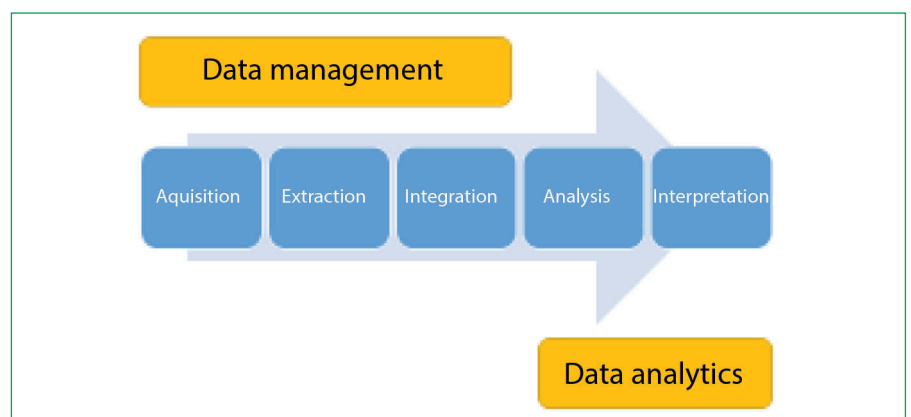 Data management
Aquisition Extraction Integration Analysis Interpretation
Data analytics